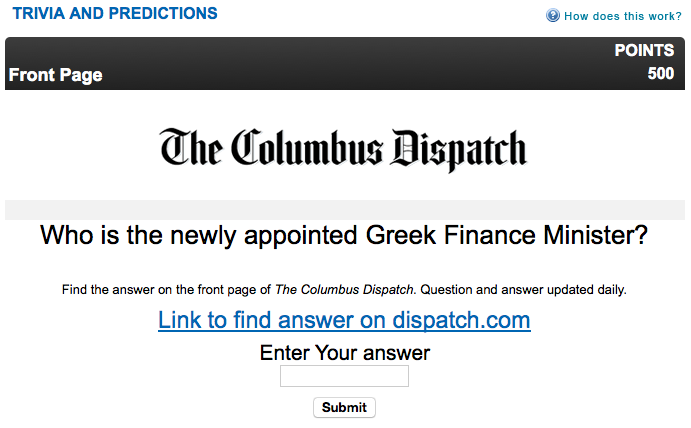 TRIVIA AND PREDICTIONS
How does this work?
POINTS
Front Page
500
The Columbus Dispatch
Who is the newly appointed Greek Finance Minister?
Find the answer on the front page of The Columbus Dispatch. Question and answer updated daily.
Link to find answer on dispatch.com
Enter Your answer
Submit